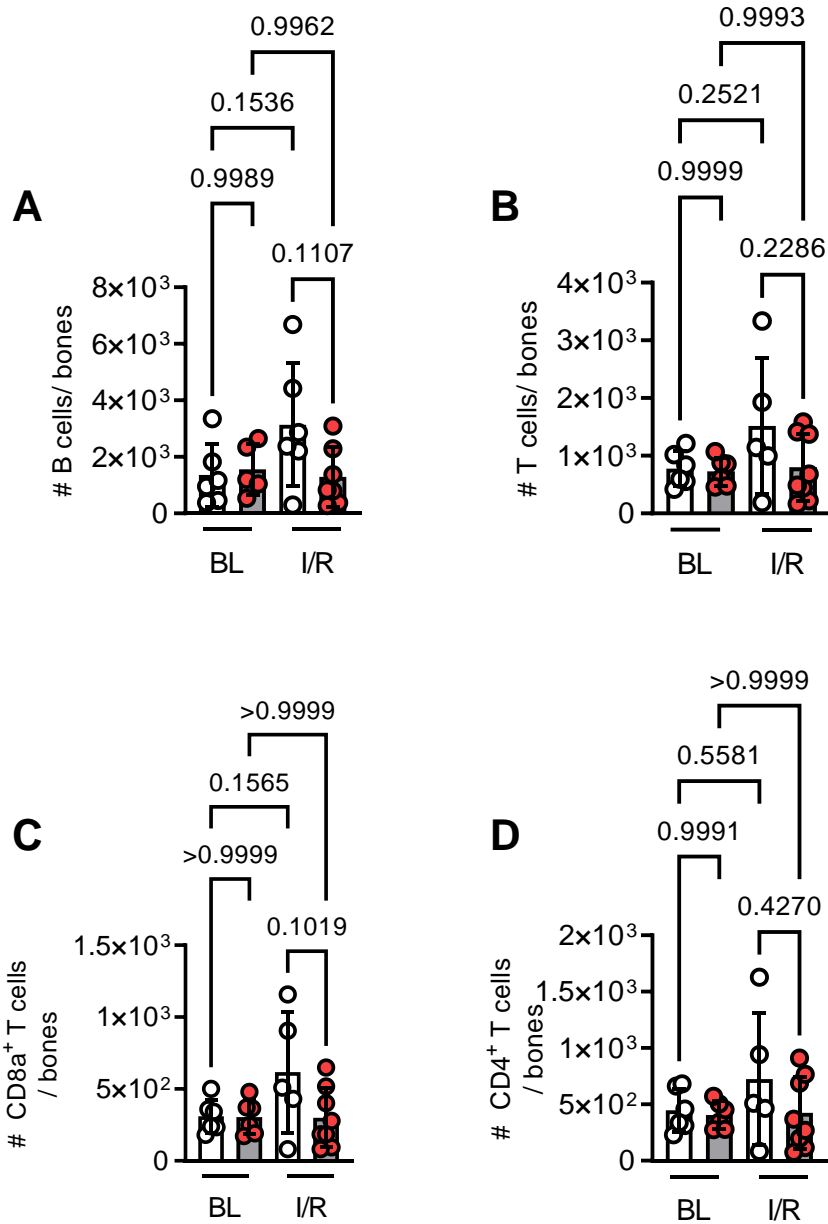 A
0.9962
0.1536
0.9989
0.1107
# B cells/ bones
8×10³
6×10³
4×10³
2×10³
0
BL
I/R
B
0.9993
0.2521
0.9999
0.2286
# T cells/ bones
4×10³
3×10³
2×10³
1×10³
0
BL
I/R
C
>0.9999
0.1565
>0.9999
0.1019
# CD8a⁺ T cells
/ bones
1.5×10³
1×10³
5×10²
0
BL
I/R
D
>0.9999
0.5581
0.9991
0.4270
# CD4⁺ T cells
/ bones
2×10³
1.5×10³
1×10³
5×10²
0
BL
I/R